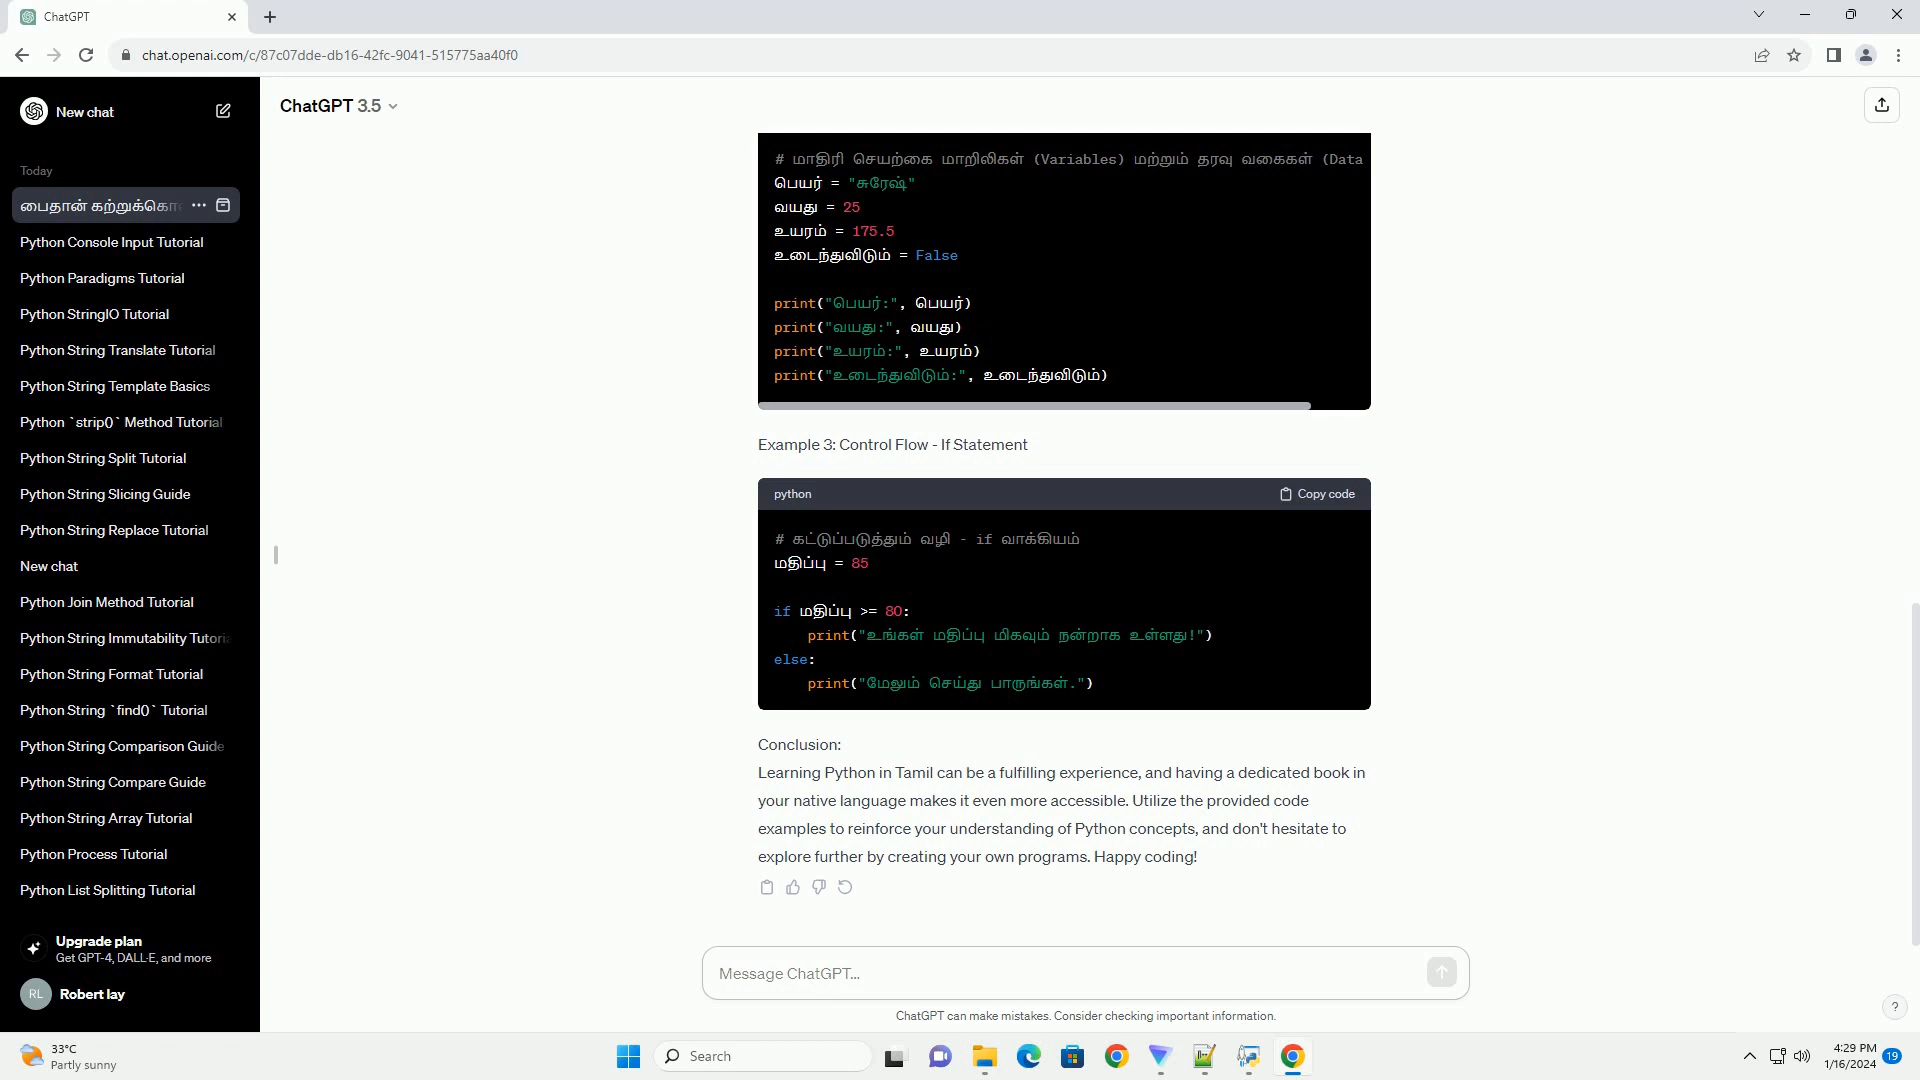 ChatGPT
chat.openai.com/c/87c07dde-db16-42fc-9041-515775aa40f0
New chat
ChatGPT 3.5
Today
பைதான் கற்றுக்கொ
Python Console Input Tutorial
Python Paradigms Tutorial
Python StringIO Tutorial
Python String Translate Tutorial
Python String Template Basics
Python `strip()` Method Tutorial
Python String Split Tutorial
Python String Slicing Guide
Python String Replace Tutorial
New chat
Python Join Method Tutorial
Python String Immutability Tutoria
Python String Format Tutorial
Python String `find()` Tutorial
Python String Comparison Guide
Python String Compare Guide
Python String Array Tutorial
Python Process Tutorial
Python List Splitting Tutorial
Upgrade plan
Get GPT-4, DALL·E, and more
RL Robert lay
# மாதிரி செயற்கை மாறிலிகள் (Variables) மற்றும் தரவு வகைகள் (Data
பெயர் = "சுரேஷ்"
வயது = 25
உயரம் = 175.5
உடைந்துவிடும் = False
print("பெயர்:", பெயர்)
print("வயது:", வயது)
print("உயரம்:", உயரம்)
print("உடைந்துவிடும்:", உடைந்துவிடும்)
Example 3: Control Flow - If Statement
python Copy code
# கட்டுப்படுத்தும் வழி - if வாக்கியம்
மதிப்பு = 85
if மதிப்பு >= 80:
print("உங்கள் மதிப்பு மிகவும் நன்றாக உள்ளது!")
else:
print("மேலும் செய்து பாருங்கள்.")
Conclusion:
Learning Python in Tamil can be a fulfilling experience, and having a dedicated book in
your native language makes it even more accessible. Utilize the provided code
examples to reinforce your understanding of Python concepts, and don't hesitate to
explore further by creating your own programs. Happy coding!
Message ChatGPT...
ChatGPT can make mistakes. Consider checking important information.
?
33°C
Partly sunny
Search
4:29 PM
1/16/2024
19